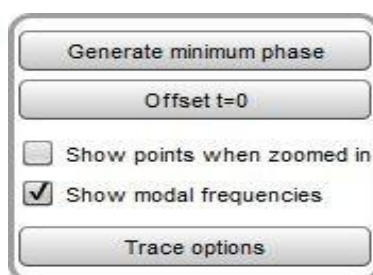 Generate minimum phase
Offset t=0
Show points when zoomed in
Show modal frequencies
Trace options